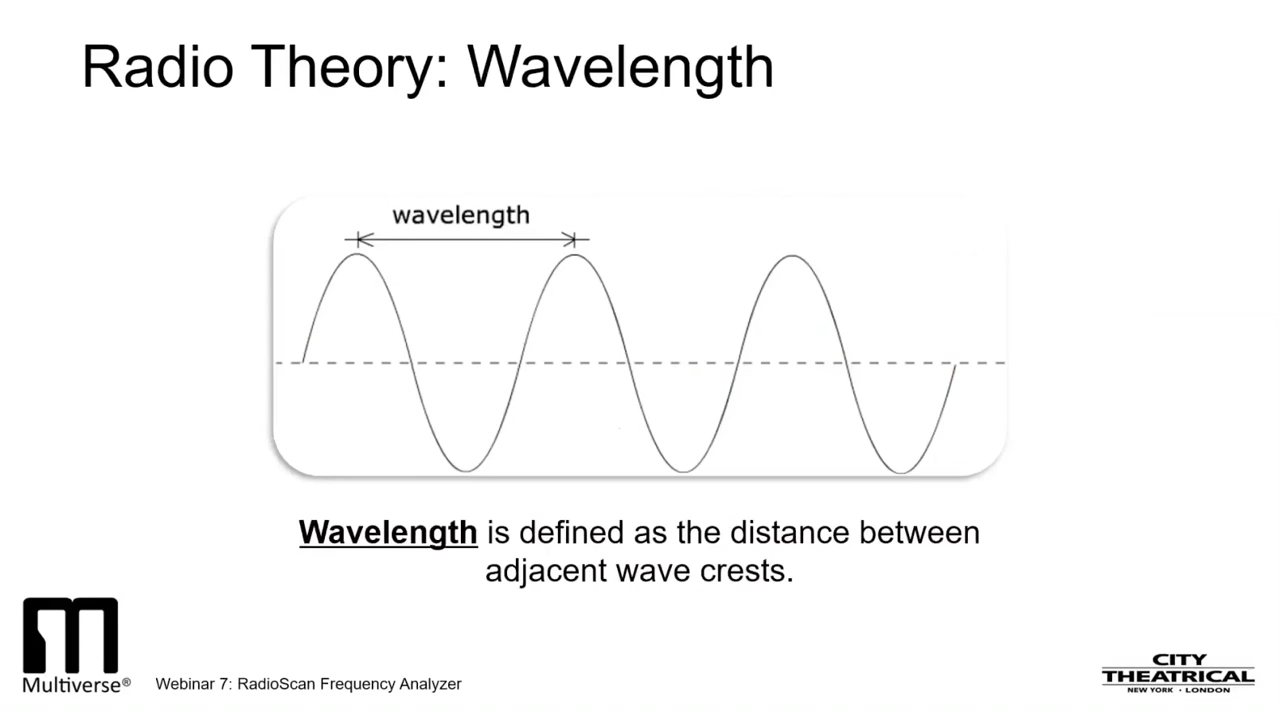 Radio Theory: Wavelength
wavelength
Wavelength is defined as the distance between
adjacent wave crests.
Multiverse®
Webinar 7: RadioScan Frequency Analyzer
CITY
THEATRICAL
NEW YORK • LONDON